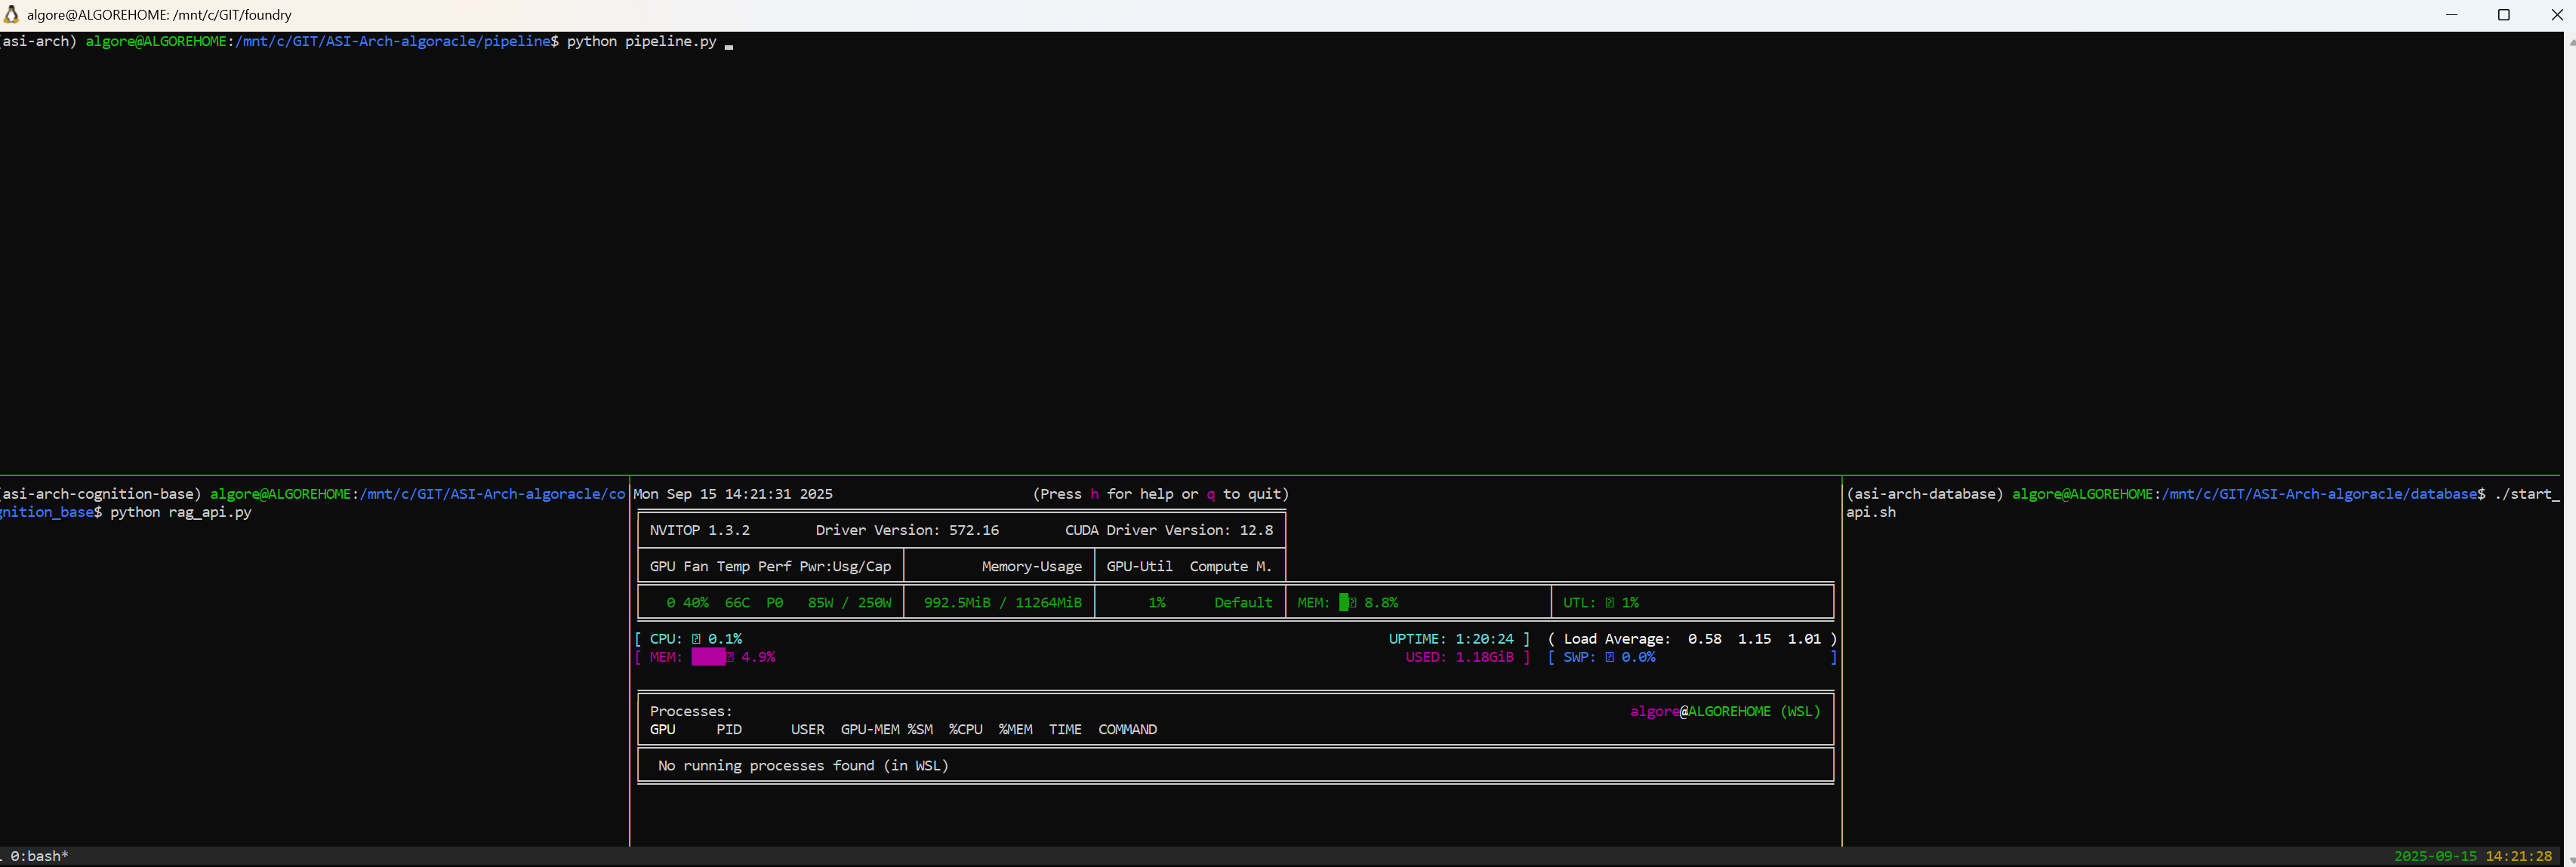 algore@ALGOREHOME: /mnt/c/GIT/foundry
(asi-arch) algore@ALGOREHOME:/mnt/c/GIT/ASI-Arch-algoracle/pipeline$ python pipeline.py
(asi-arch-cognition-base) algore@ALGOREHOME:/mnt/c/GIT/ASI-Arch-algoracle/co
gnition_base$ python rag_api.py
Mon Sep 15 14:21:31 2025 (Press h for help or q to quit)
NVITOP 1.3.2 Driver Version: 572.16 CUDA Driver Version: 12.8
GPU Fan Temp Perf Pwr:Usg/Cap Memory-Usage GPU-Util Compute M.
0 40% 66C P0 85W / 250W 992.5MiB / 11264MiB 1% Default MEM: 8.8% UTL: 1%
[ CPU: 0.1% UPTIME: 1:20:24 ] ( Load Average: 0.58 1.15 1.01 )
[ MEM: 4.9% USED: 1.18GiB ] [ SWP: 0.0% ]
Processes: algore@ALGOREHOME (WSL)
GPU PID USER GPU-MEM %SM %CPU %MEM TIME COMMAND
No running processes found (in WSL)
(asi-arch-database) algore@ALGOREHOME:/mnt/c/GIT/ASI-Arch-algoracle/database$ ./start_
api.sh
0:bash* 2025-09-15 14:21:28